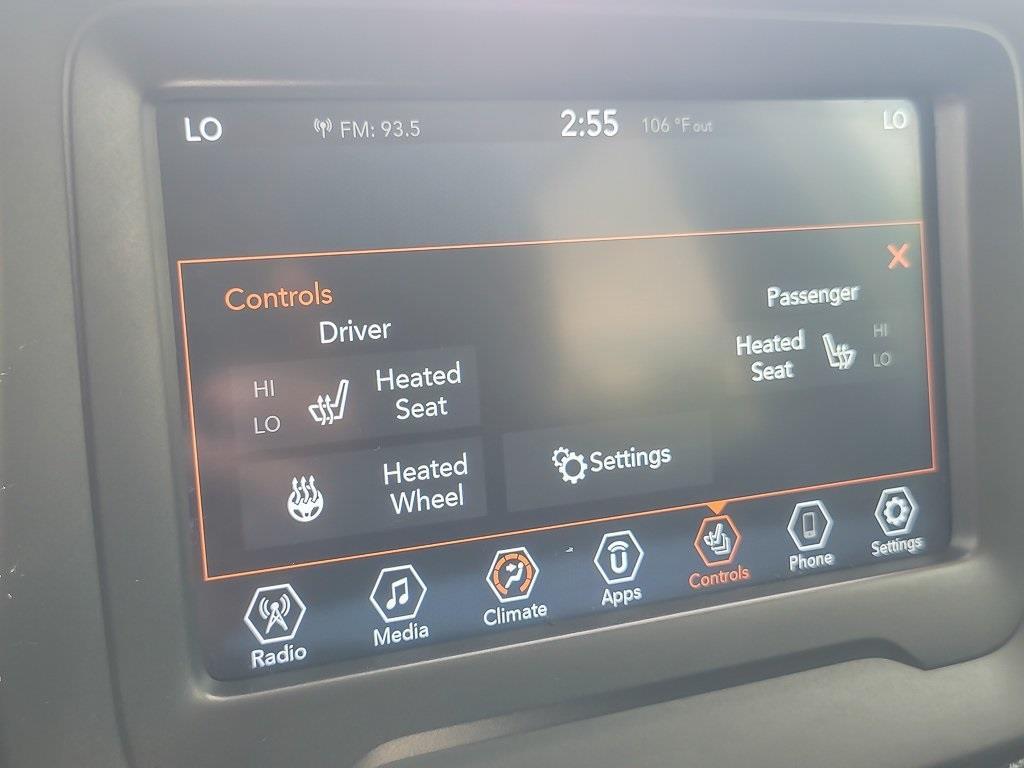 LO FM: 93.5 2:55 106 °Fout LO
Controls
Driver
Passenger
HI
LO
Heated
Seat
Heated
Seat
HI
LO
Heated
Wheel
Settings
Radio
Media
Climate
Apps
Controls
Phone
Settings